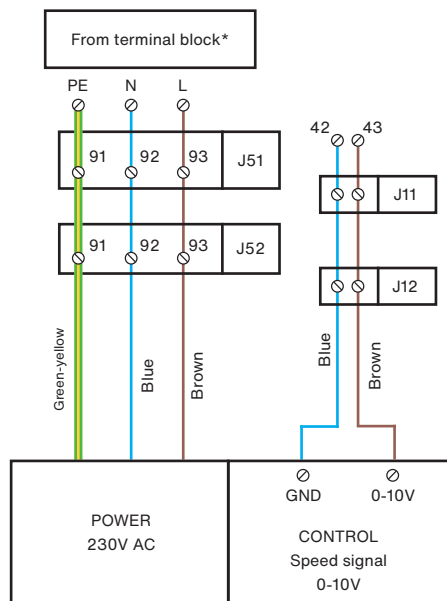 From terminal block*
PE N L
42 43
91 92 93 J51
J11
91 92 93 J52
J12
Green-yellow
Blue
Brown
Blue
Brown
GND 0-10V
POWER
230V AC
CONTROL
Speed signal
0-10V